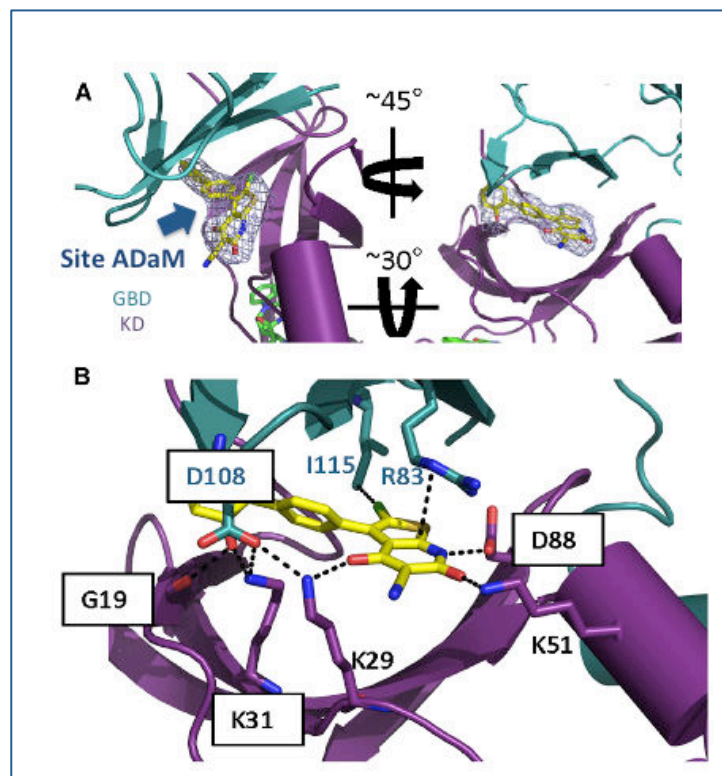 A
~45°
Site ADaM
~30°
GBD
KD
B
I115
R83
D108
D88
G19
K29
K51
K31